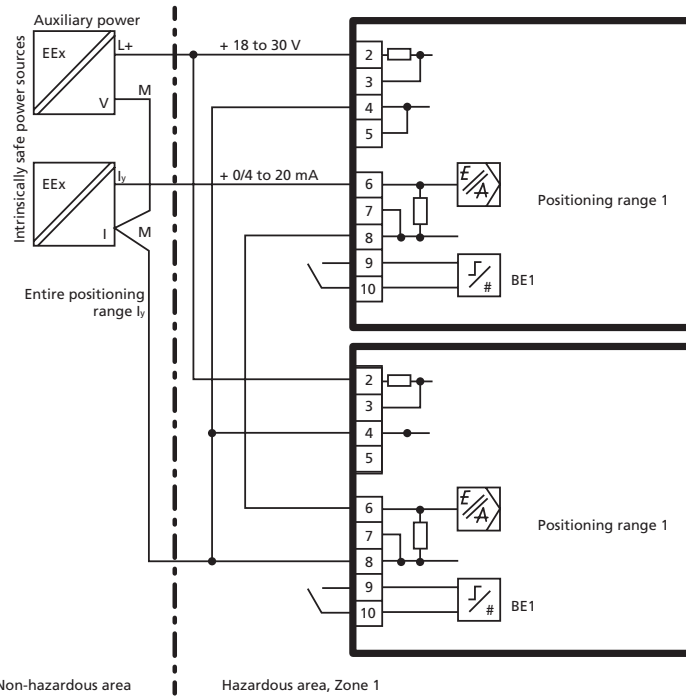 Auxiliary power
Intrinsically safe power sources
EEx
V
L+
M
+ 18 to 30 V
EEx
I
Iy
M
+ 0/4 to 20 mA
Entire positioning
range Iy
2
3
4
5
6
7
8
9
10
E
A
Positioning range 1
#
BE1
2
3
4
5
6
7
8
9
10
E
A
Positioning range 1
#
BE1
Non-hazardous area
Hazardous area, Zone 1